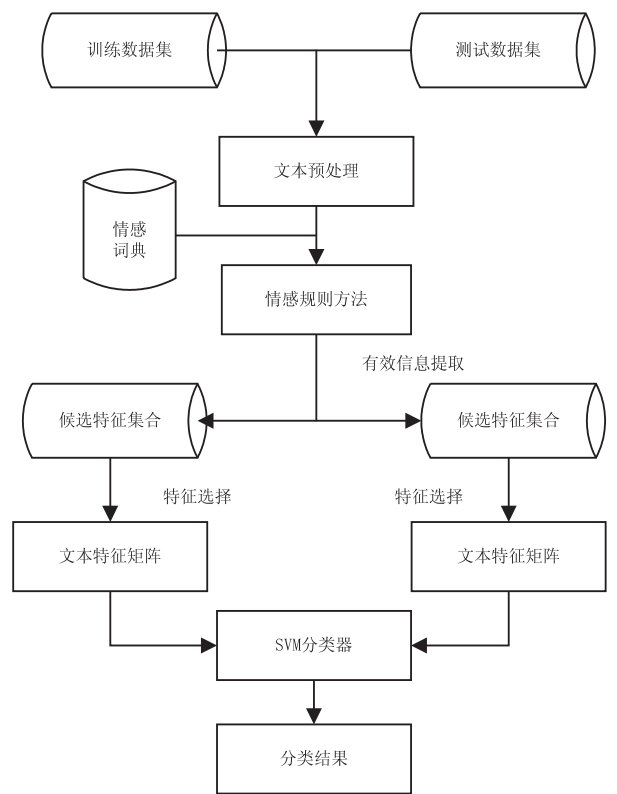 训练数据集
测试数据集
文本预处理
情感
词典
情感规则方法
有效信息提取
候选特征集合
候选特征集合
特征选择
特征选择
文本特征矩阵
文本特征矩阵
SVM分类器
分类结果